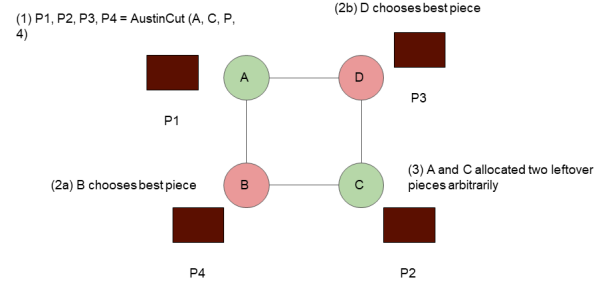 (1) P1, P2, P3, P4 = AustinCut (A, C, P,
4)
(2b) D chooses best piece
A
D
P1
P3
(2a) B chooses best piece
B
C
(3) A and C allocated two leftover
pieces arbitrarily
P4
P2